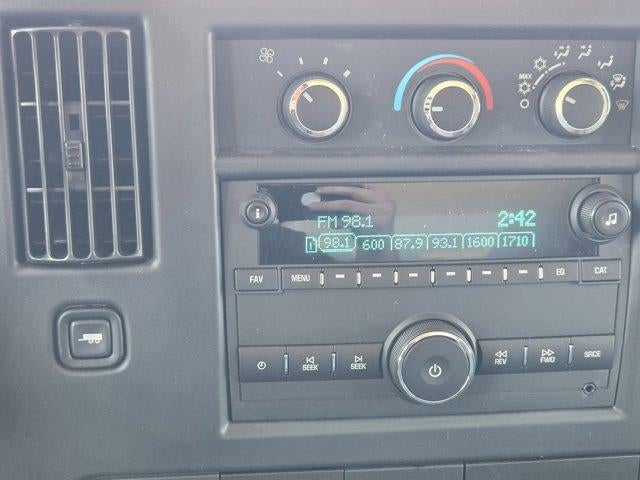 MAX
FM 98.1 2:42
1 98.1 600 87.9 93.1 1600 1710
FAV MENU EQ CAT
SEEK SEEK REV FWD SRCE